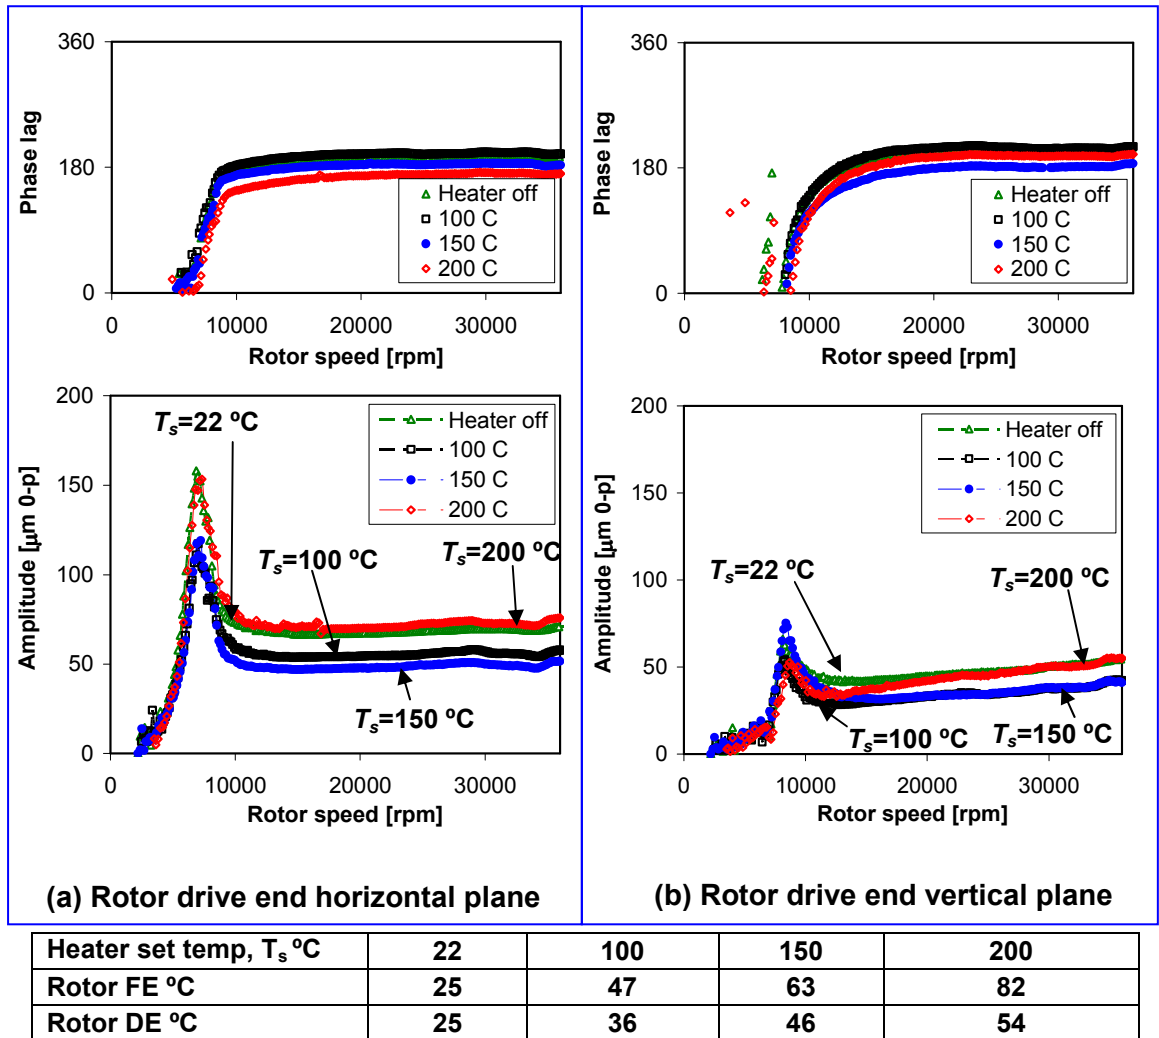 360
180
0
Phase lag
Heater off
100 C
150 C
200 C
0 10000 20000 30000
Rotor speed [rpm]
360
180
0
Phase lag
Heater off
100 C
150 C
200 C
0 10000 20000 30000
Rotor speed [rpm]
200
150
100
50
0
Amplitude [μm 0-p]
Ts=22 ºC
Heater off
100 C
150 C
200 C
Ts=100 ºC
Ts=200 ºC
Ts=150 ºC
0 10000 20000 30000
Rotor speed [rpm]
200
150
100
50
0
Amplitude [μm 0-p]
Heater off
100 C
150 C
200 C
Ts=22 ºC
Ts=200 ºC
Ts=100 ºC
Ts=150 ºC
0 10000 20000 30000
Rotor speed [rpm]
(a) Rotor drive end horizontal plane
(b) Rotor drive end vertical plane
Heater set temp, Ts ºC 22 100 150 200
Rotor FE ºC 25 47 63 82
Rotor DE ºC 25 36 46 54